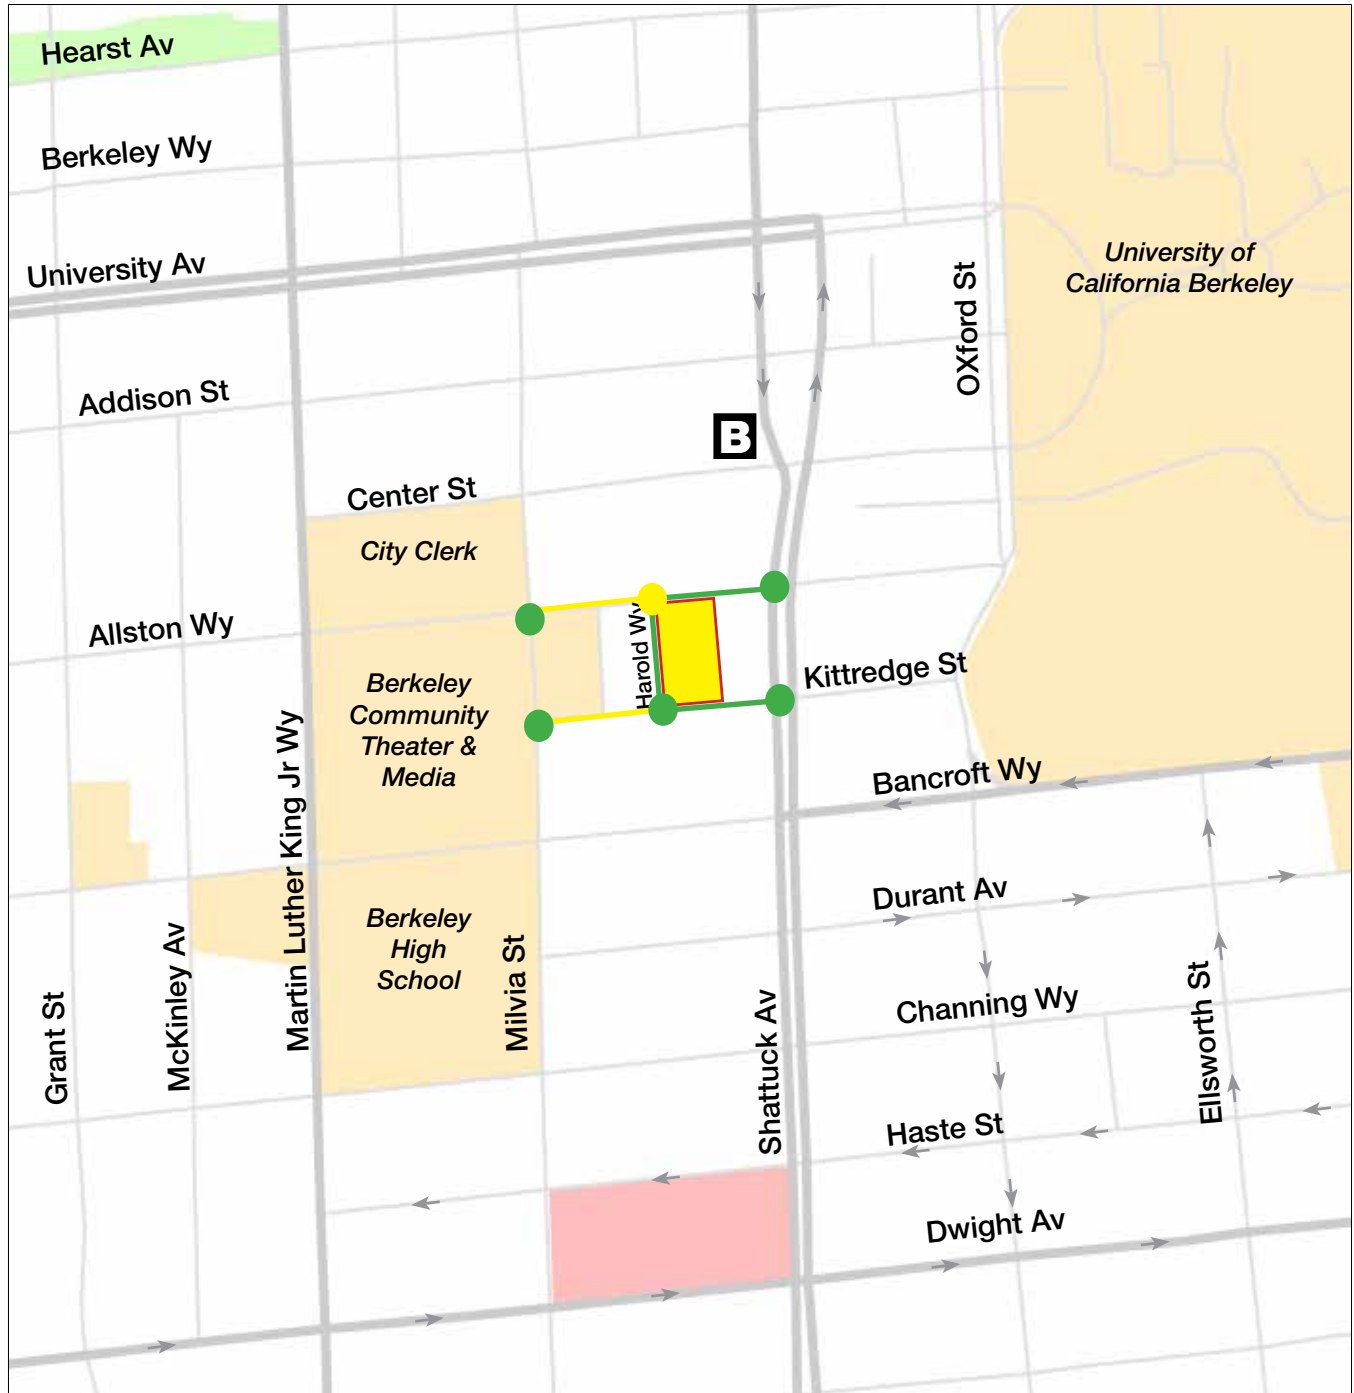 Hearst Av
Berkeley Wy
University Av
University of
California Berkeley
OXford St
Addison St
B
Center St
City Clerk
Allston Wy
Harold Wy
Kittredge St
Berkeley
Community
Theater &
Media
Martin Luther King Jr Wy
Bancroft Wy
Durant Av
Berkeley
High
School
Grant St
McKinley Av
Milvia St
Shattuck Av
Channing Wy
Ellsworth St
Haste St
Dwight Av